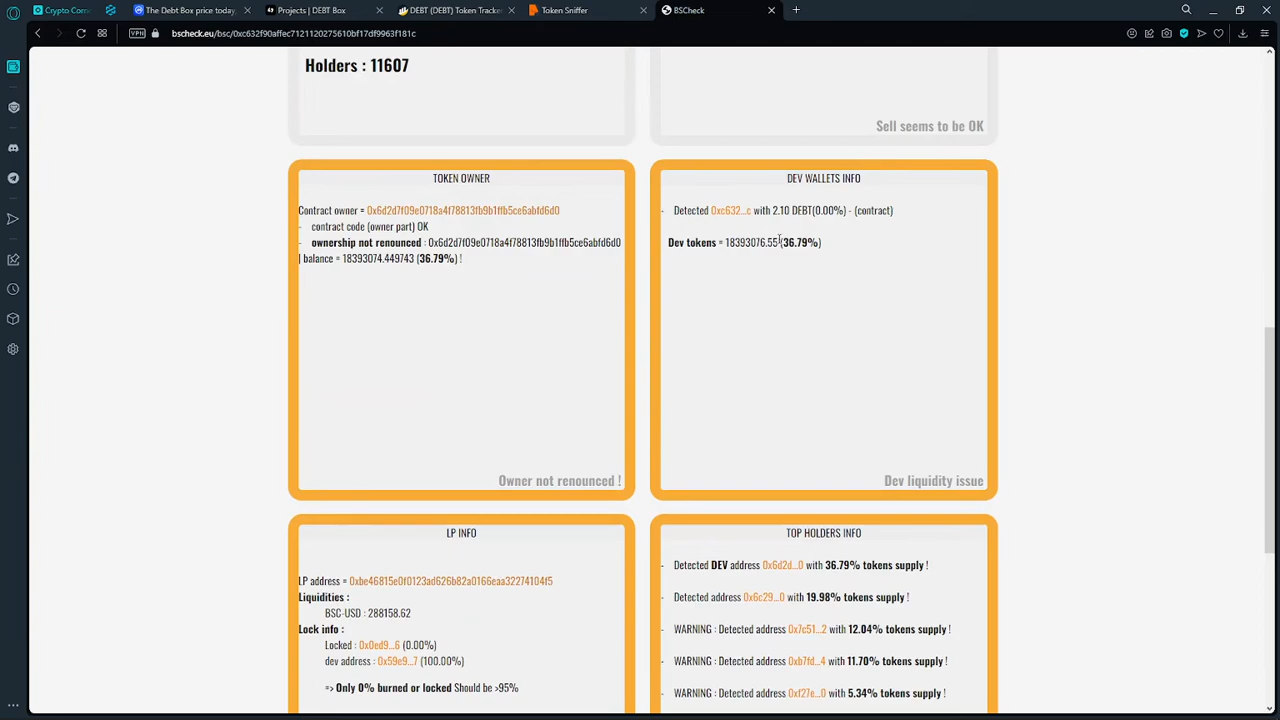 Crypto Corne
The Debt Box price today,
Projects | DEBT Box
DEBT (DEBT) Token Tracke
Token Sniffer
BSCheck
VPN
bscheck.eu/bsc/0xc632f90affec7121120275610bf17df9963f181c
Holders : 11607
Sell seems to be OK
TOKEN OWNER
Contract owner = 0x6d2d7f09e0718a4f78813fb9b1ffb5ce6abfd6d0
- contract code (owner part) OK
- ownership not renounced : 0x6d2d7f09e0718a4f78813fb9b1ffb5ce6abfd6d0
| balance = 18393074.449743 (36.79%) !
Owner not renounced !
DEV WALLETS INFO
- Detected 0xc632...c with 2.10 DEBT(0.00%) - (contract)
Dev tokens = 18393076.55 (36.79%)
Dev liquidity issue
LP INFO
LP address = 0xbe46815e0f0123ad626b82a0166eaa32274104f5
Liquidities :
BSC-USD : 288158.62
Lock info :
Locked : 0x0ed9...6 (0.00%)
dev address : 0x59e9...7 (100.00%)
=> Only 0% burned or locked Should be >95%
TOP HOLDERS INFO
- Detected DEV address 0x6d2d...0 with 36.79% tokens supply !
- Detected address 0x6c29...0 with 19.98% tokens supply !
- WARNING : Detected address 0x7c51...2 with 12.04% tokens supply !
- WARNING : Detected address 0xb7fd...4 with 11.70% tokens supply !
- WARNING : Detected address 0xf27e...0 with 5.34% tokens supply !